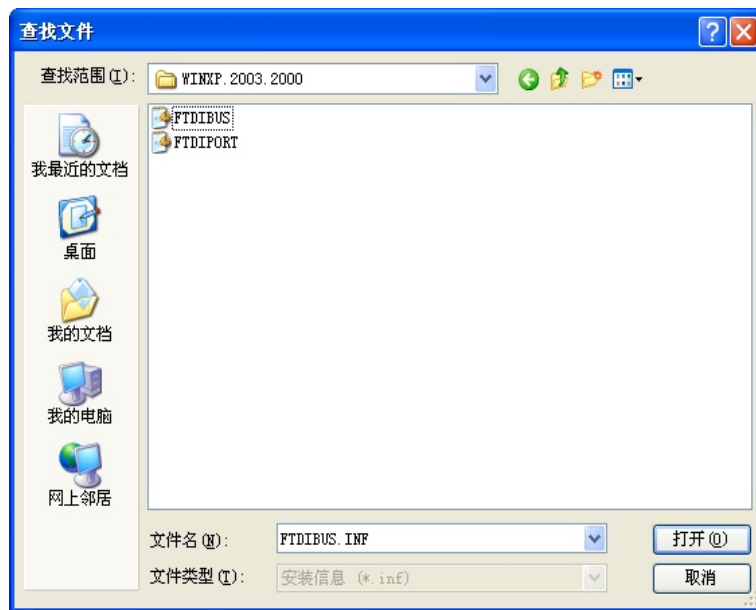 查找文件
查找范围(I):
WINXP.2003.2000
FTDIBUS
FTDIPORT
我最近的文档
桌面
我的文档
我的电脑
网上邻居
文件名(N):
FTDIBUS.INF
打开(O)
文件类型(T):
安装信息 (*.inf)
取消